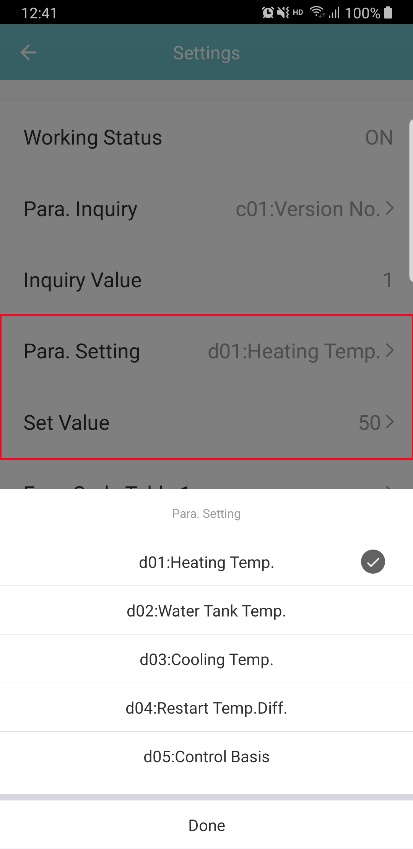 12:41 HD 100%
Settings
Working Status ON
Para. Inquiry c01:Version No.
Inquiry Value 1
Para. Setting d01:Heating Temp.
Set Value 50
Para. Setting
d01:Heating Temp.
d02:Water Tank Temp.
d03:Cooling Temp.
d04:Restart Temp.Diff.
d05:Control Basis
Done